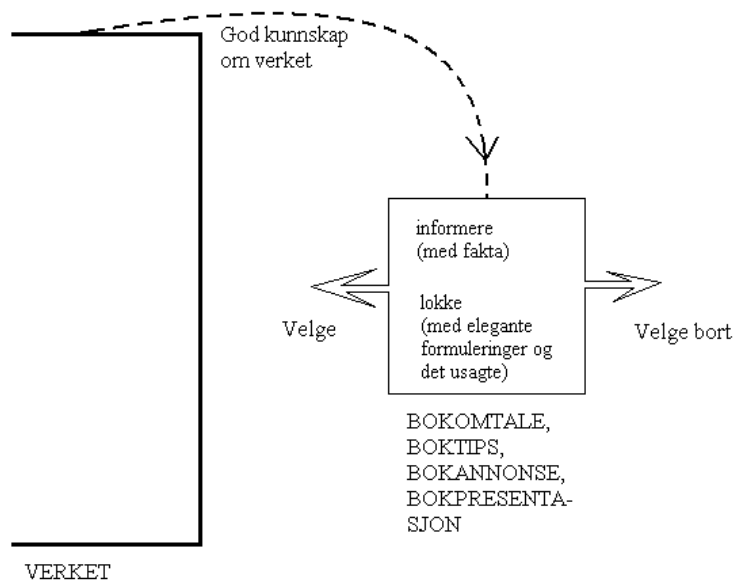 God kunnskap
om verket
informere
(med fakta)
lokke
(med elegante
formuleringer og
det usagte)
Velge
Velge bort
BOKOMTALE,
BOKTIPS,
BOKANNONSE,
BOKPRESENTA-
SJON
VERKET